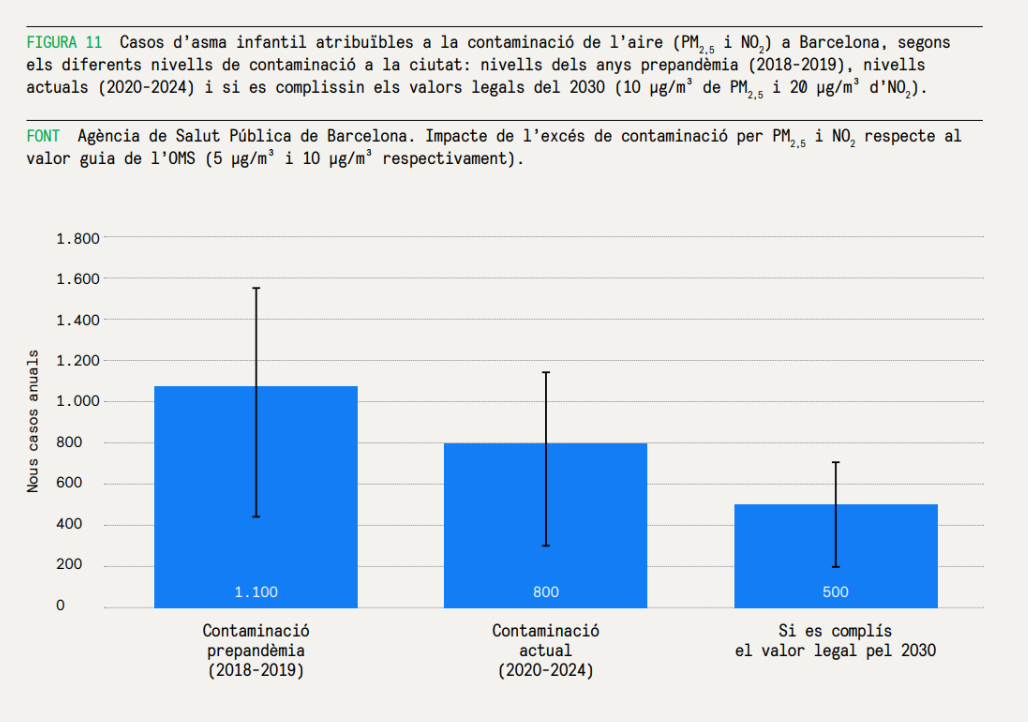 FIGURA 11 Casos d'asma infantil atribuïbles a la contaminació de l'aire (PM2,5 i NO2) a Barcelona, segons
els diferents nivells de contaminació a la ciutat: nivells dels anys prepandèmia (2018-2019), nivells
actuals (2020-2024) i si es complissin els valors legals del 2030 (10 µg/m³ de PM2,5 i 20 µg/m³ d'NO2).
FONT Agència de Salut Pública de Barcelona. Impacte de l'excés de contaminació per PM2,5 i NO2 respecte al
valor guia de l'OMS (5 µg/m³ i 10 µg/m³ respectivament).
Nous casos anuals
1.800
1.600
1.400
1.200
1.000
800
600
400
200
0
1.100
800
500
Contaminació
prepandèmia
(2018-2019)
Contaminació
actual
(2020-2024)
Si es complís
el valor legal pel 2030